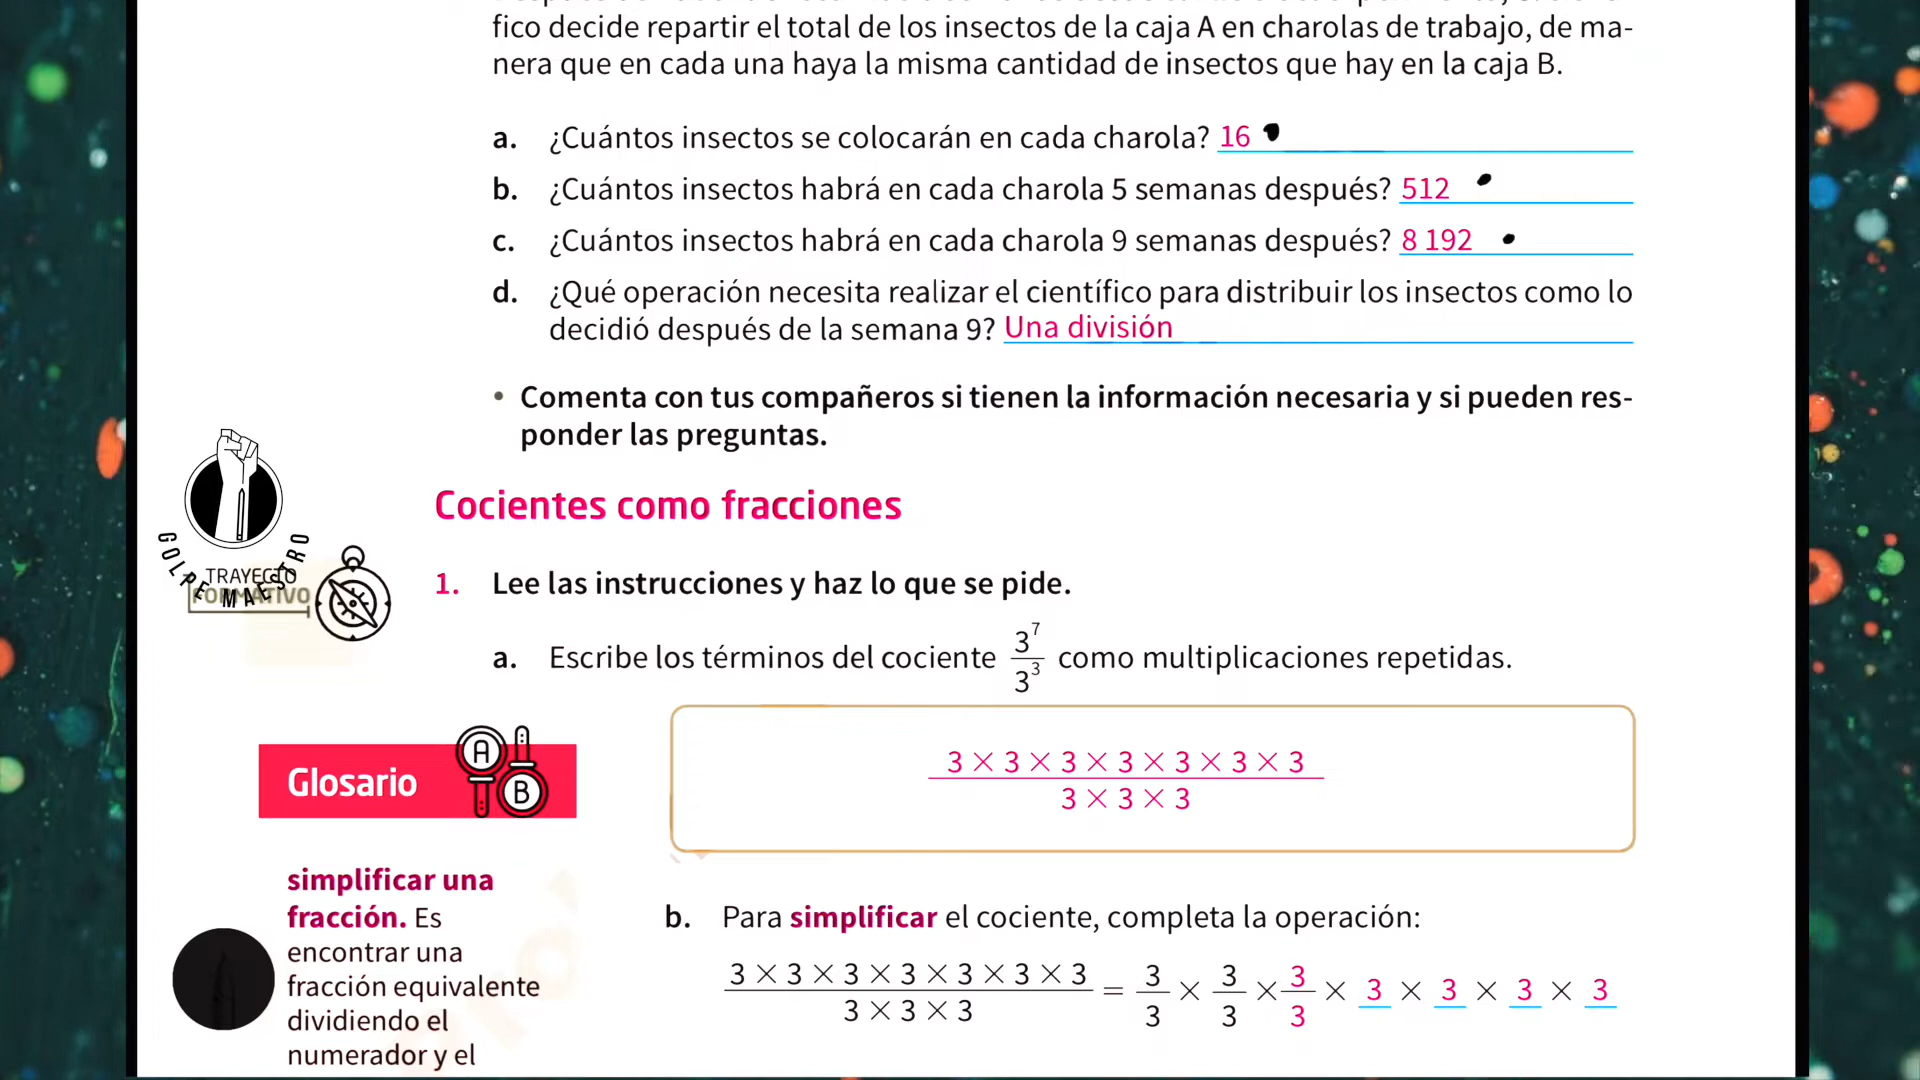 fico decide repartir el total de los insectos de la caja A en charolas de trabajo, de ma-
nera que en cada una haya la misma cantidad de insectos que hay en la caja B.
a. ¿Cuántos insectos se colocarán en cada charola? 16
b. ¿Cuántos insectos habrá en cada charola 5 semanas después? 512
c. ¿Cuántos insectos habrá en cada charola 9 semanas después? 8 192
d. ¿Qué operación necesita realizar el científico para distribuir los insectos como lo
decidió después de la semana 9? Una división
• Comenta con tus compañeros si tienen la información necesaria y si pueden res-
ponder las preguntas.
Cocientes como fracciones
GOLPE MAESTRO
TRAYECTO
FORMATIVO
1. Lee las instrucciones y haz lo que se pide.
a. Escribe los términos del cociente 3⁷/3³ como multiplicaciones repetidas.
3 × 3 × 3 × 3 × 3 × 3 × 3
3 × 3 × 3
Glosario
A
B
simplificar una
fracción. Es
encontrar una
fracción equivalente
dividiendo el
numerador y el
b. Para simplificar el cociente, completa la operación:
3 × 3 × 3 × 3 × 3 × 3 × 3 / 3 × 3 × 3 = 3/3 × 3/3 × 3/3 × 3 × 3 × 3 × 3